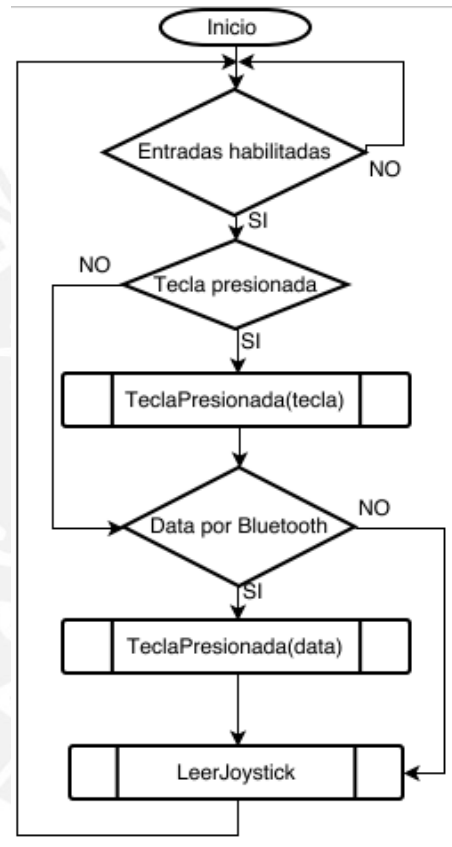 Inicio
Entradas habilitadas
NO
SI
NO
Tecla presionada
SI
TeclaPresionada(tecla)
NO
Data por Bluetooth
SI
TeclaPresionada(data)
LeerJoystick